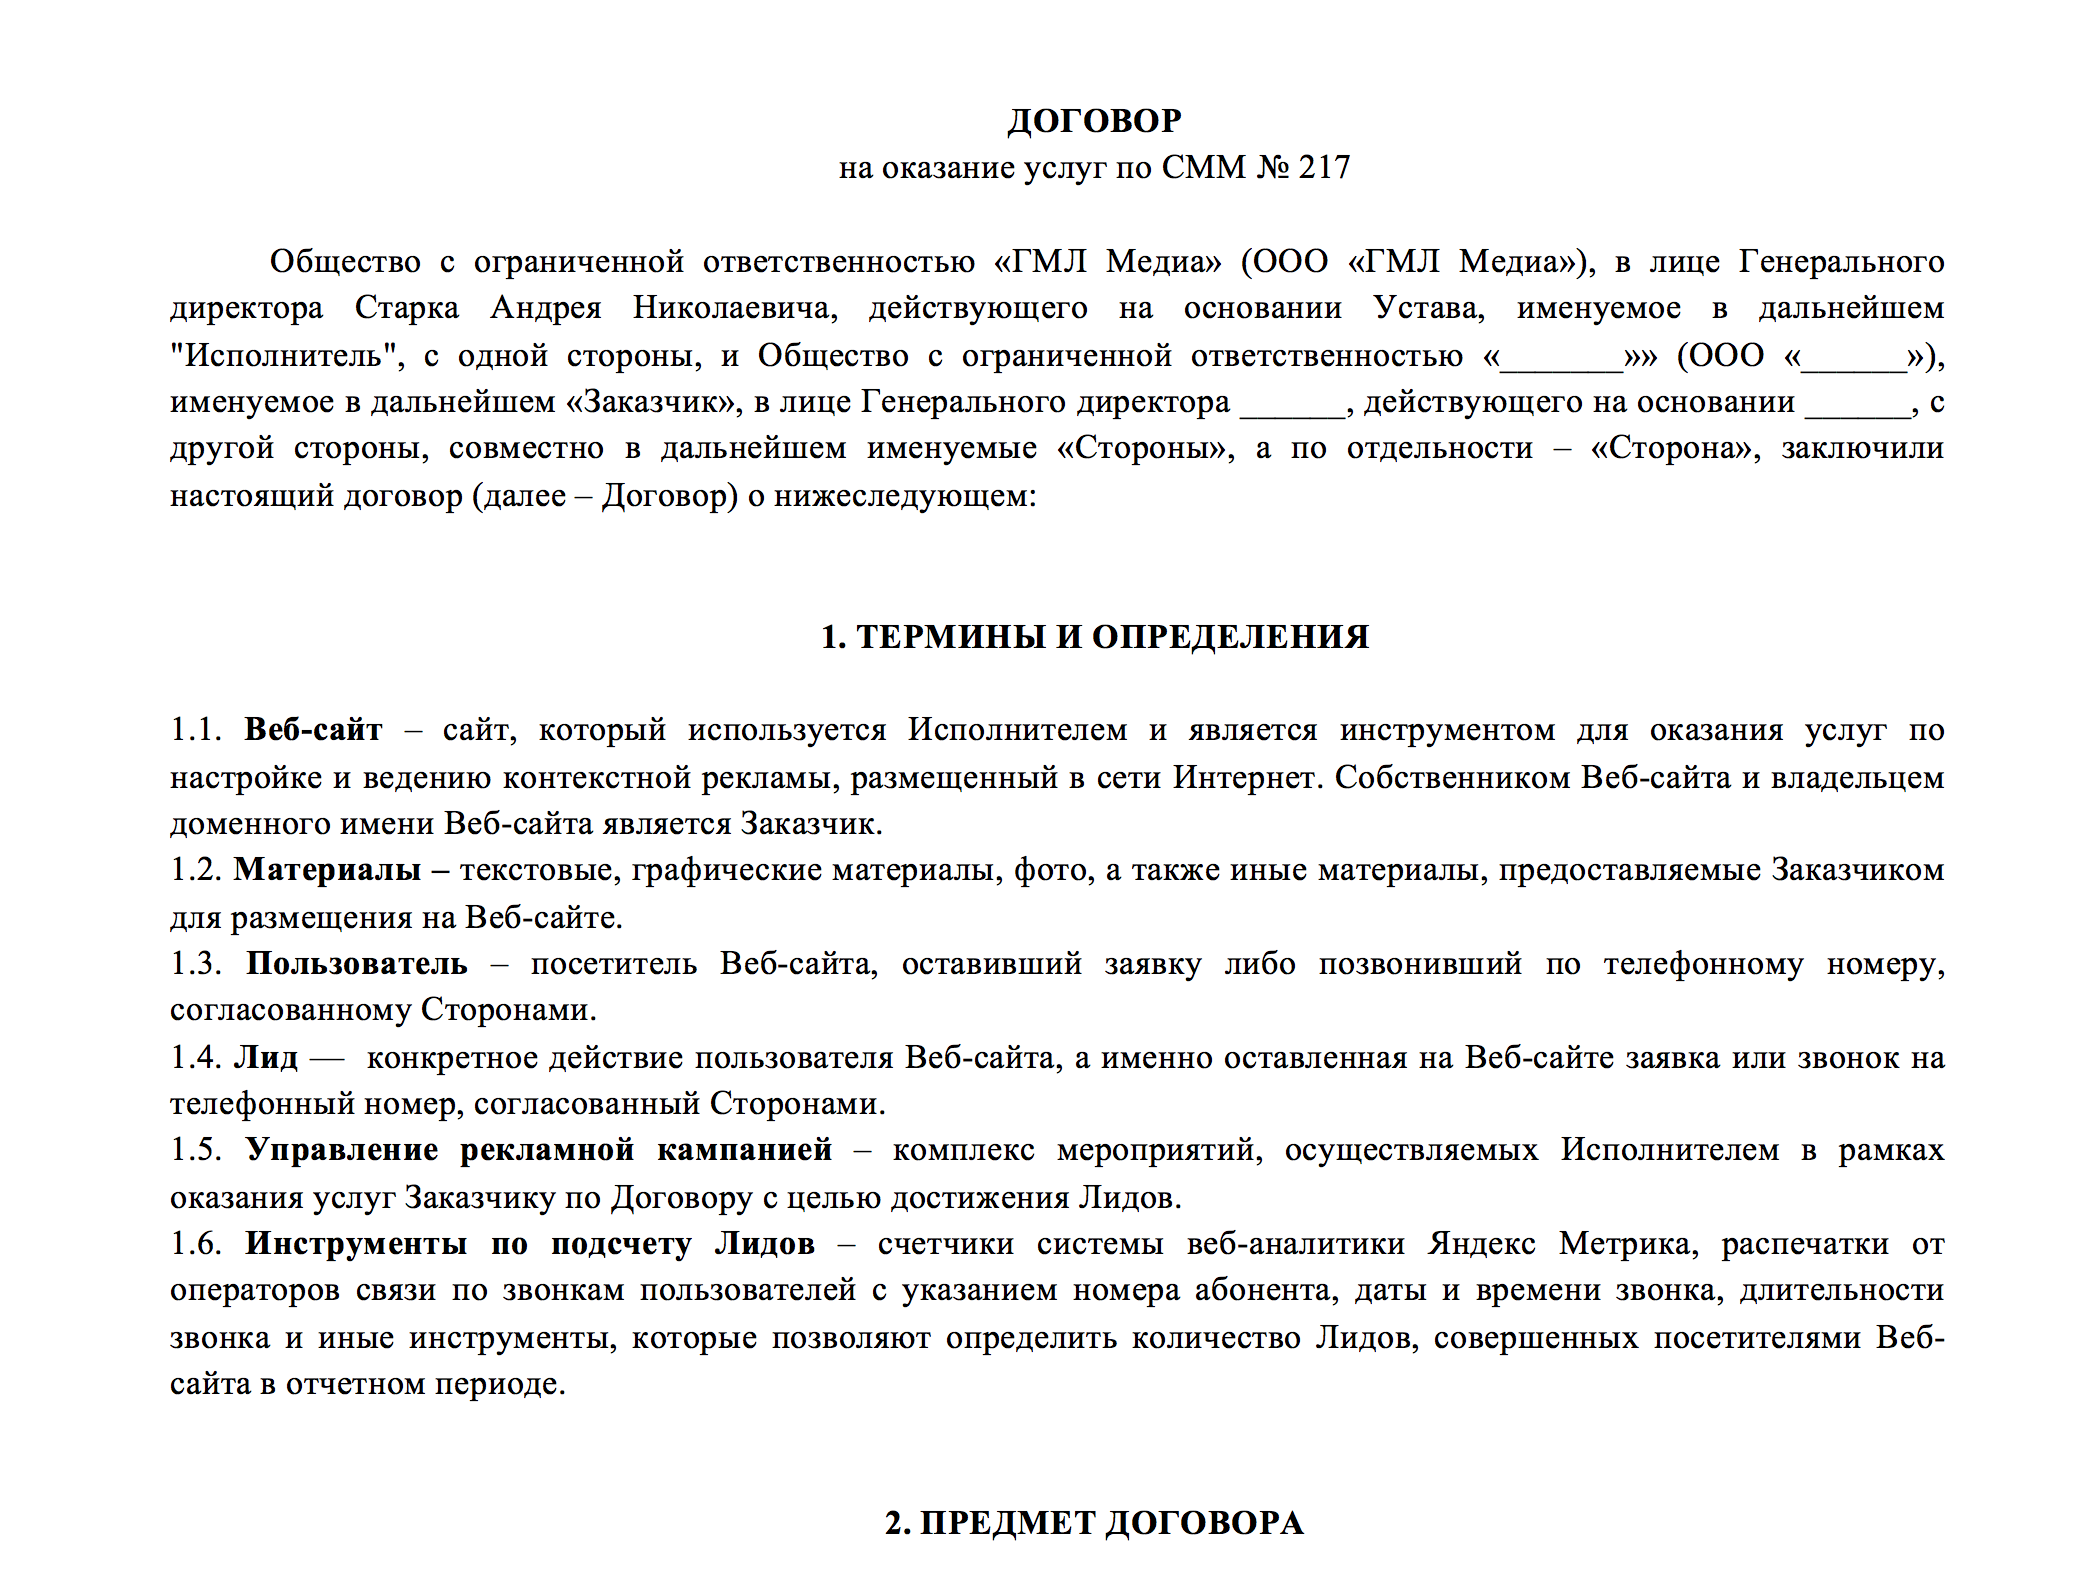 ДОГОВОР
на оказание услуг по СММ № 217
Общество с ограниченной ответственностью «ГМЛ Медиа» (ООО «ГМЛ Медиа»), в лице Генерального
директора Старка Андрея Николаевича, действующего на основании Устава, именуемое в дальнейшем
"Исполнитель", с одной стороны, и Общество с ограниченной ответственностью «_______»» (ООО «______»),
именуемое в дальнейшем «Заказчик», в лице Генерального директора ______, действующего на основании ______, с
другой стороны, совместно в дальнейшем именуемые «Стороны», а по отдельности – «Сторона», заключили
настоящий договор (далее – Договор) о нижеследующем:
1. ТЕРМИНЫ И ОПРЕДЕЛЕНИЯ
1.1. Веб-сайт – сайт, который используется Исполнителем и является инструментом для оказания услуг по
настройке и ведению контекстной рекламы, размещенный в сети Интернет. Собственником Веб-сайта и владельцем
доменного имени Веб-сайта является Заказчик.
1.2. Материалы – текстовые, графические материалы, фото, а также иные материалы, предоставляемые Заказчиком
для размещения на Веб-сайте.
1.3. Пользователь – посетитель Веб-сайта, оставивший заявку либо позвонивший по телефонному номеру,
согласованному Сторонами.
1.4. Лид — конкретное действие пользователя Веб-сайта, а именно оставленная на Веб-сайте заявка или звонок на
телефонный номер, согласованный Сторонами.
1.5. Управление рекламной кампанией – комплекс мероприятий, осуществляемых Исполнителем в рамках
оказания услуг Заказчику по Договору с целью достижения Лидов.
1.6. Инструменты по подсчету Лидов – счетчики системы веб-аналитики Яндекс Метрика, распечатки от
операторов связи по звонкам пользователей с указанием номера абонента, даты и времени звонка, длительности
звонка и иные инструменты, которые позволяют определить количество Лидов, совершенных посетителями Веб-
сайта в отчетном периоде.
2. ПРЕДМЕТ ДОГОВОРА